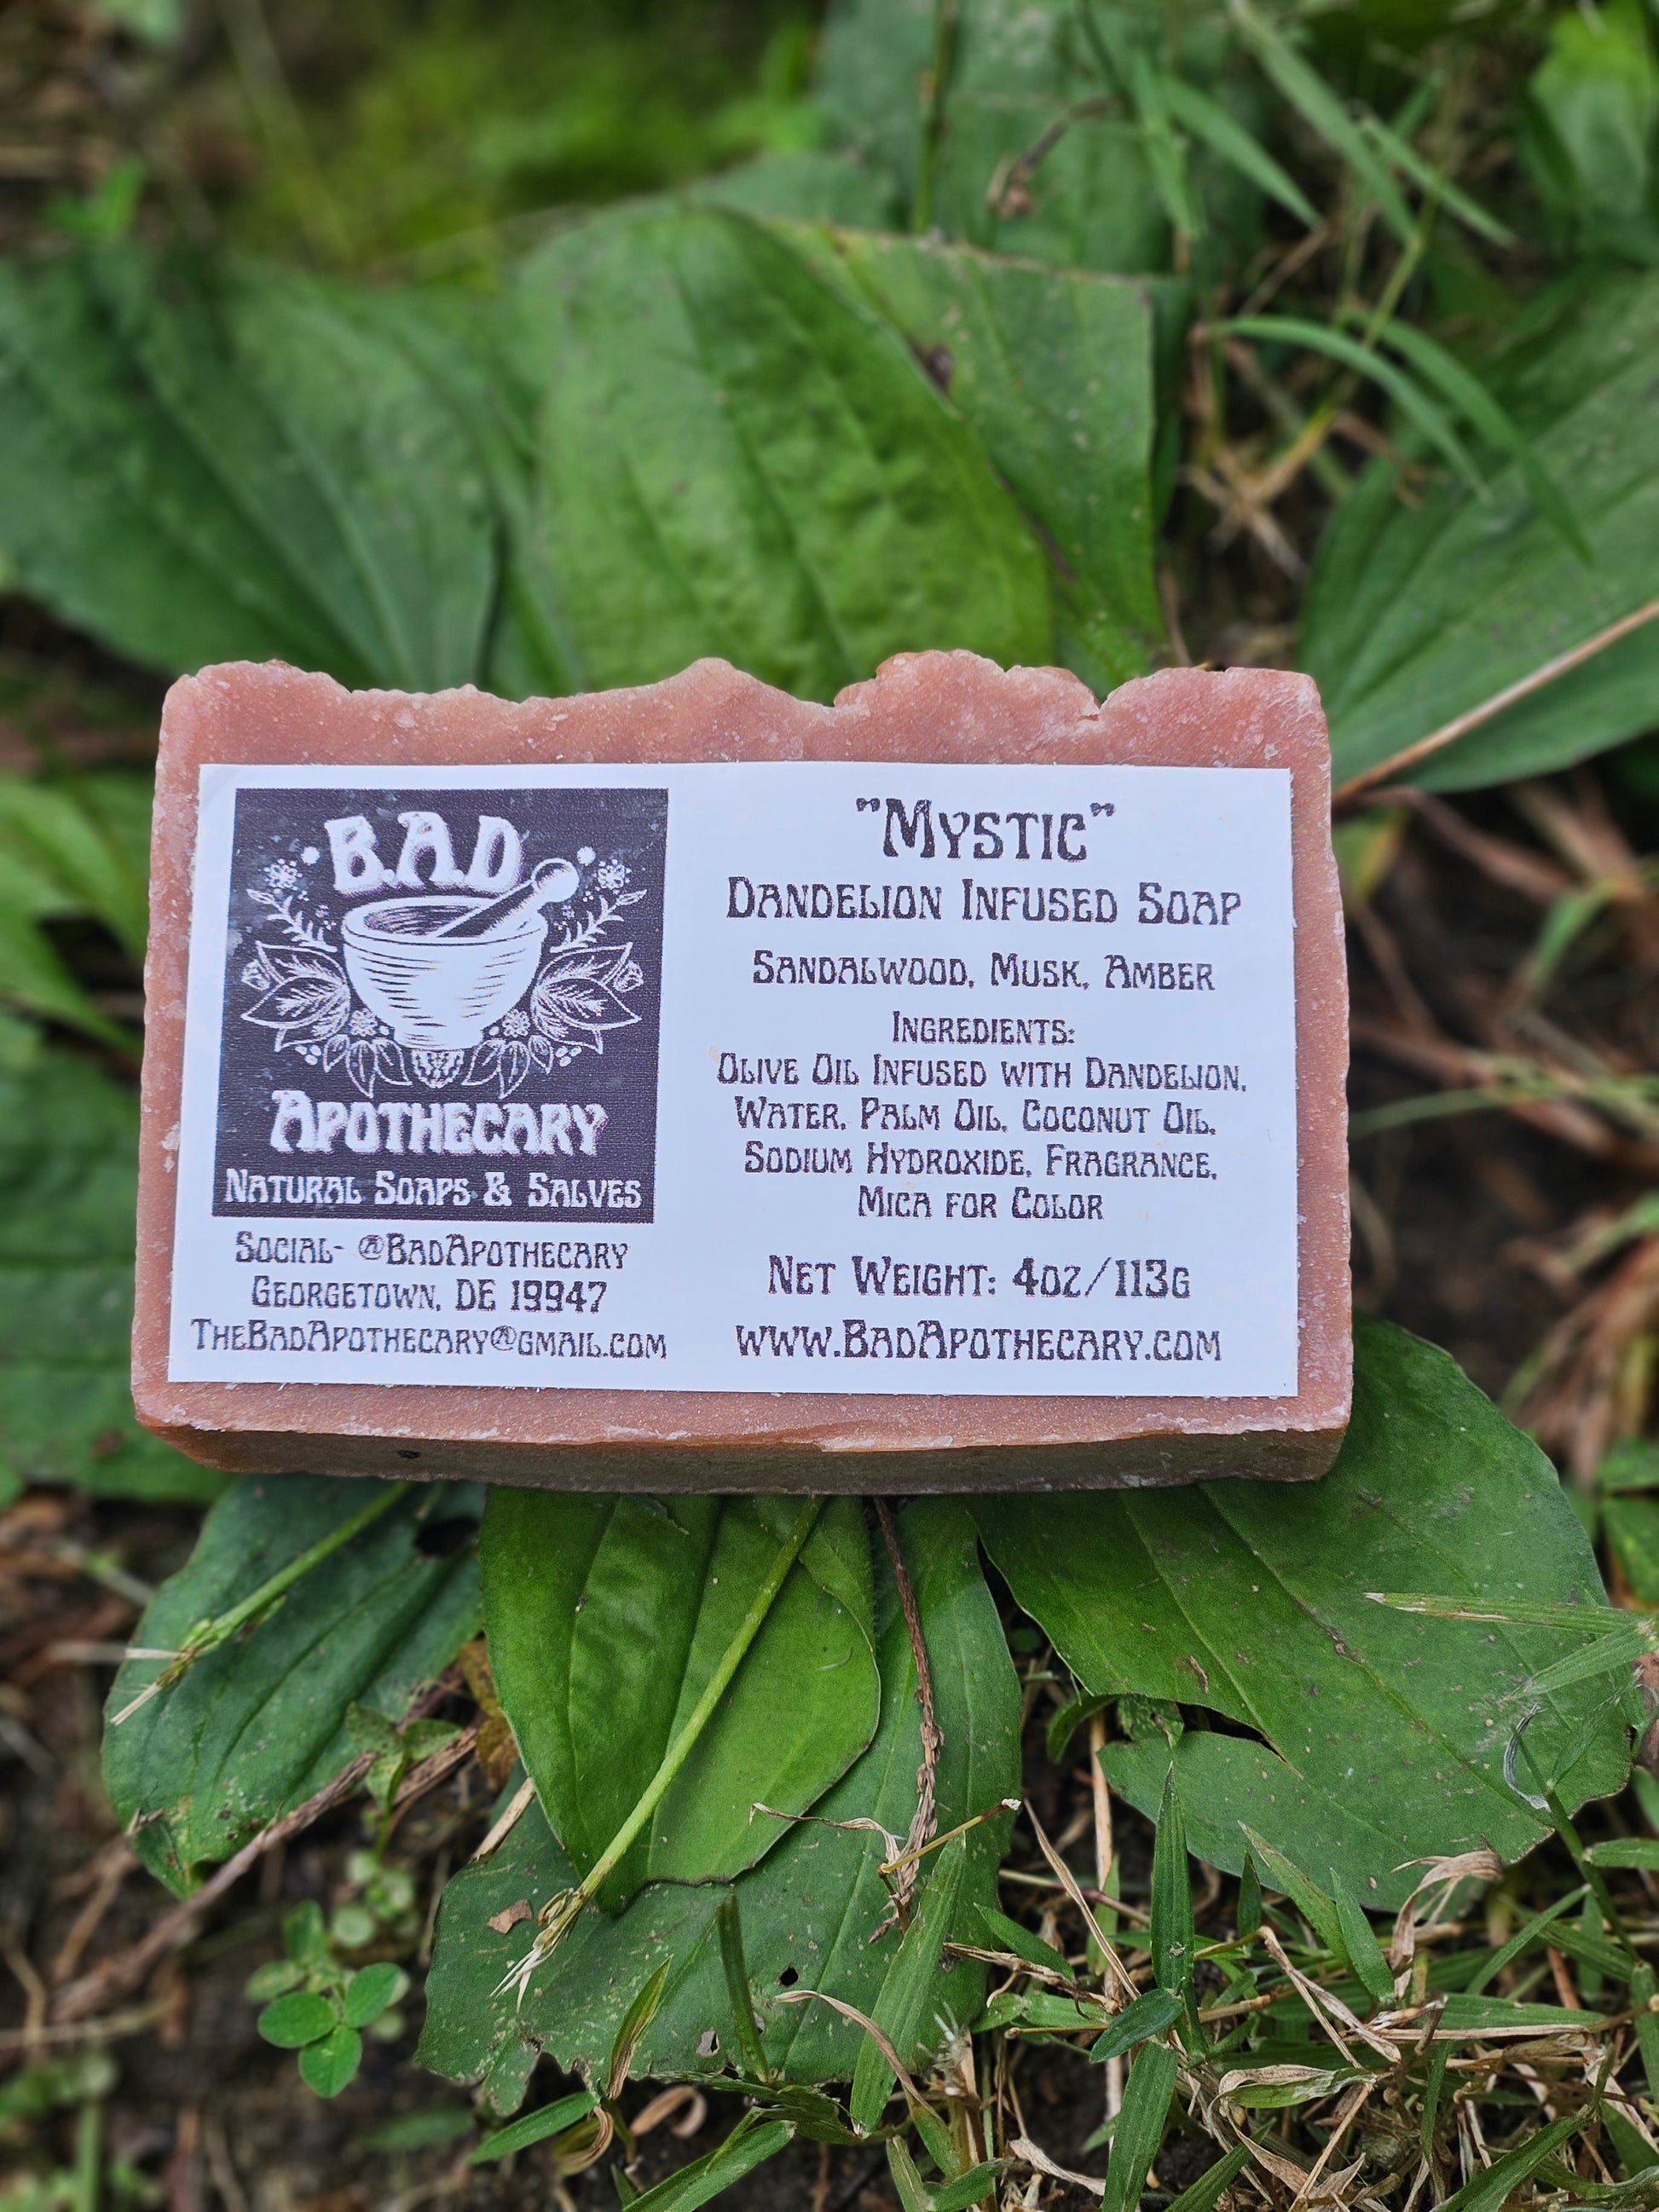 B.A.D
Apothecary
Natural Soaps & Salves
Social- @BadApothecary
Georgetown, DE 19947
TheBadApothecary@gmail.com
"Mystic"
Dandelion Infused Soap
Sandalwood, Musk, Amber
Ingredients:
Olive Oil Infused with Dandelion,
Water, Palm Oil, Coconut Oil,
Sodium Hydroxide, Fragrance,
Mica for Color
Net Weight: 4oz/113g
www.BadApothecary.com